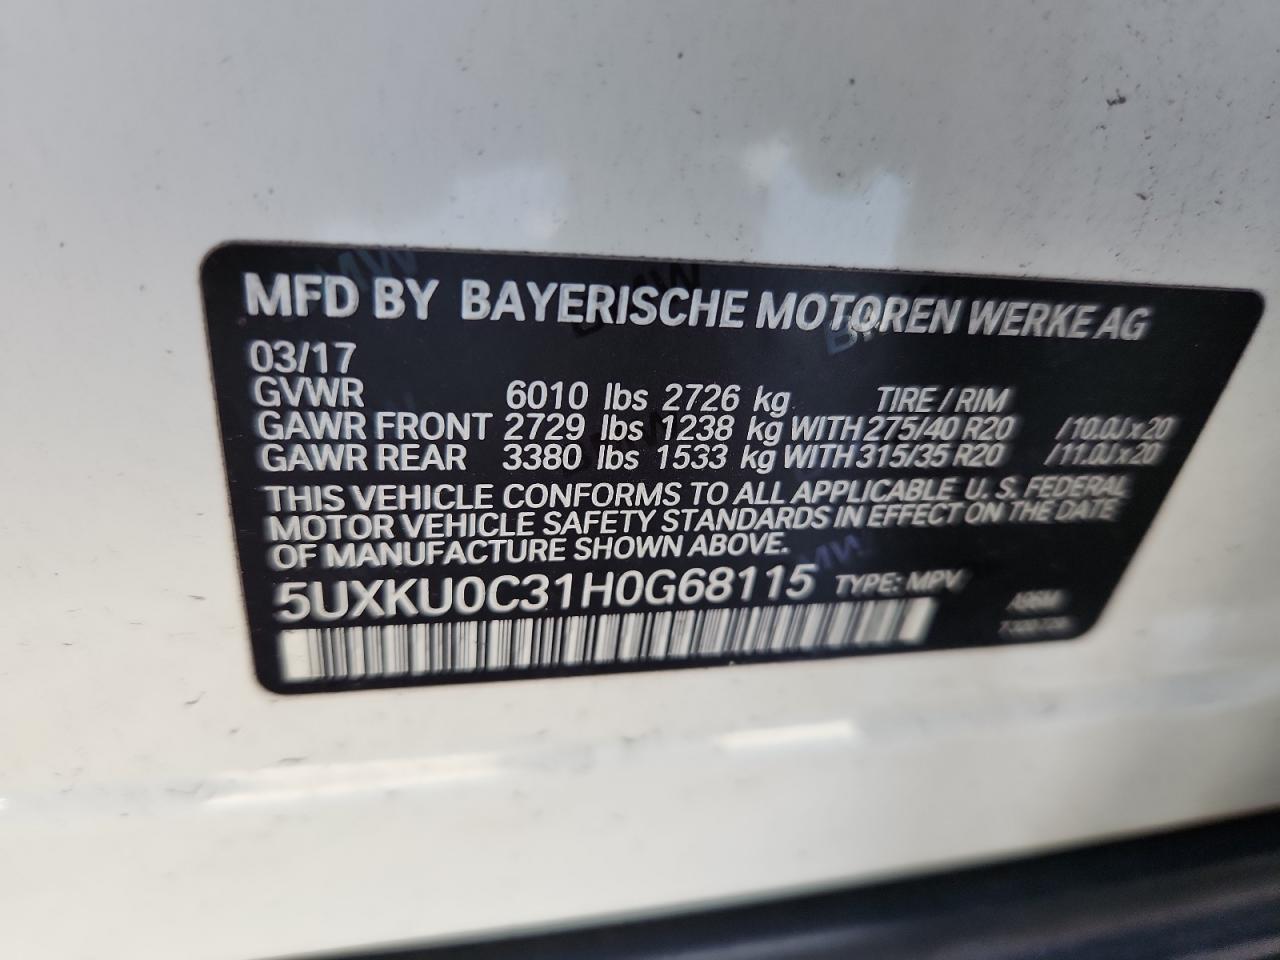 MFD BY BAYERISCHE MOTOREN WERKE AG
03/17
GVWR 6010 lbs 2726 kg TIRE / RIM
GAWR FRONT 2729 lbs 1238 kg WITH 275/40 R20 /10.0J x 20
GAWR REAR 3380 lbs 1533 kg WITH 315/35 R20 /11.0J x 20
THIS VEHICLE CONFORMS TO ALL APPLICABLE U. S. FEDERAL
MOTOR VEHICLE SAFETY STANDARDS IN EFFECT ON THE DATE
OF MANUFACTURE SHOWN ABOVE.
5UXKU0C31H0G68115 TYPE: MPV